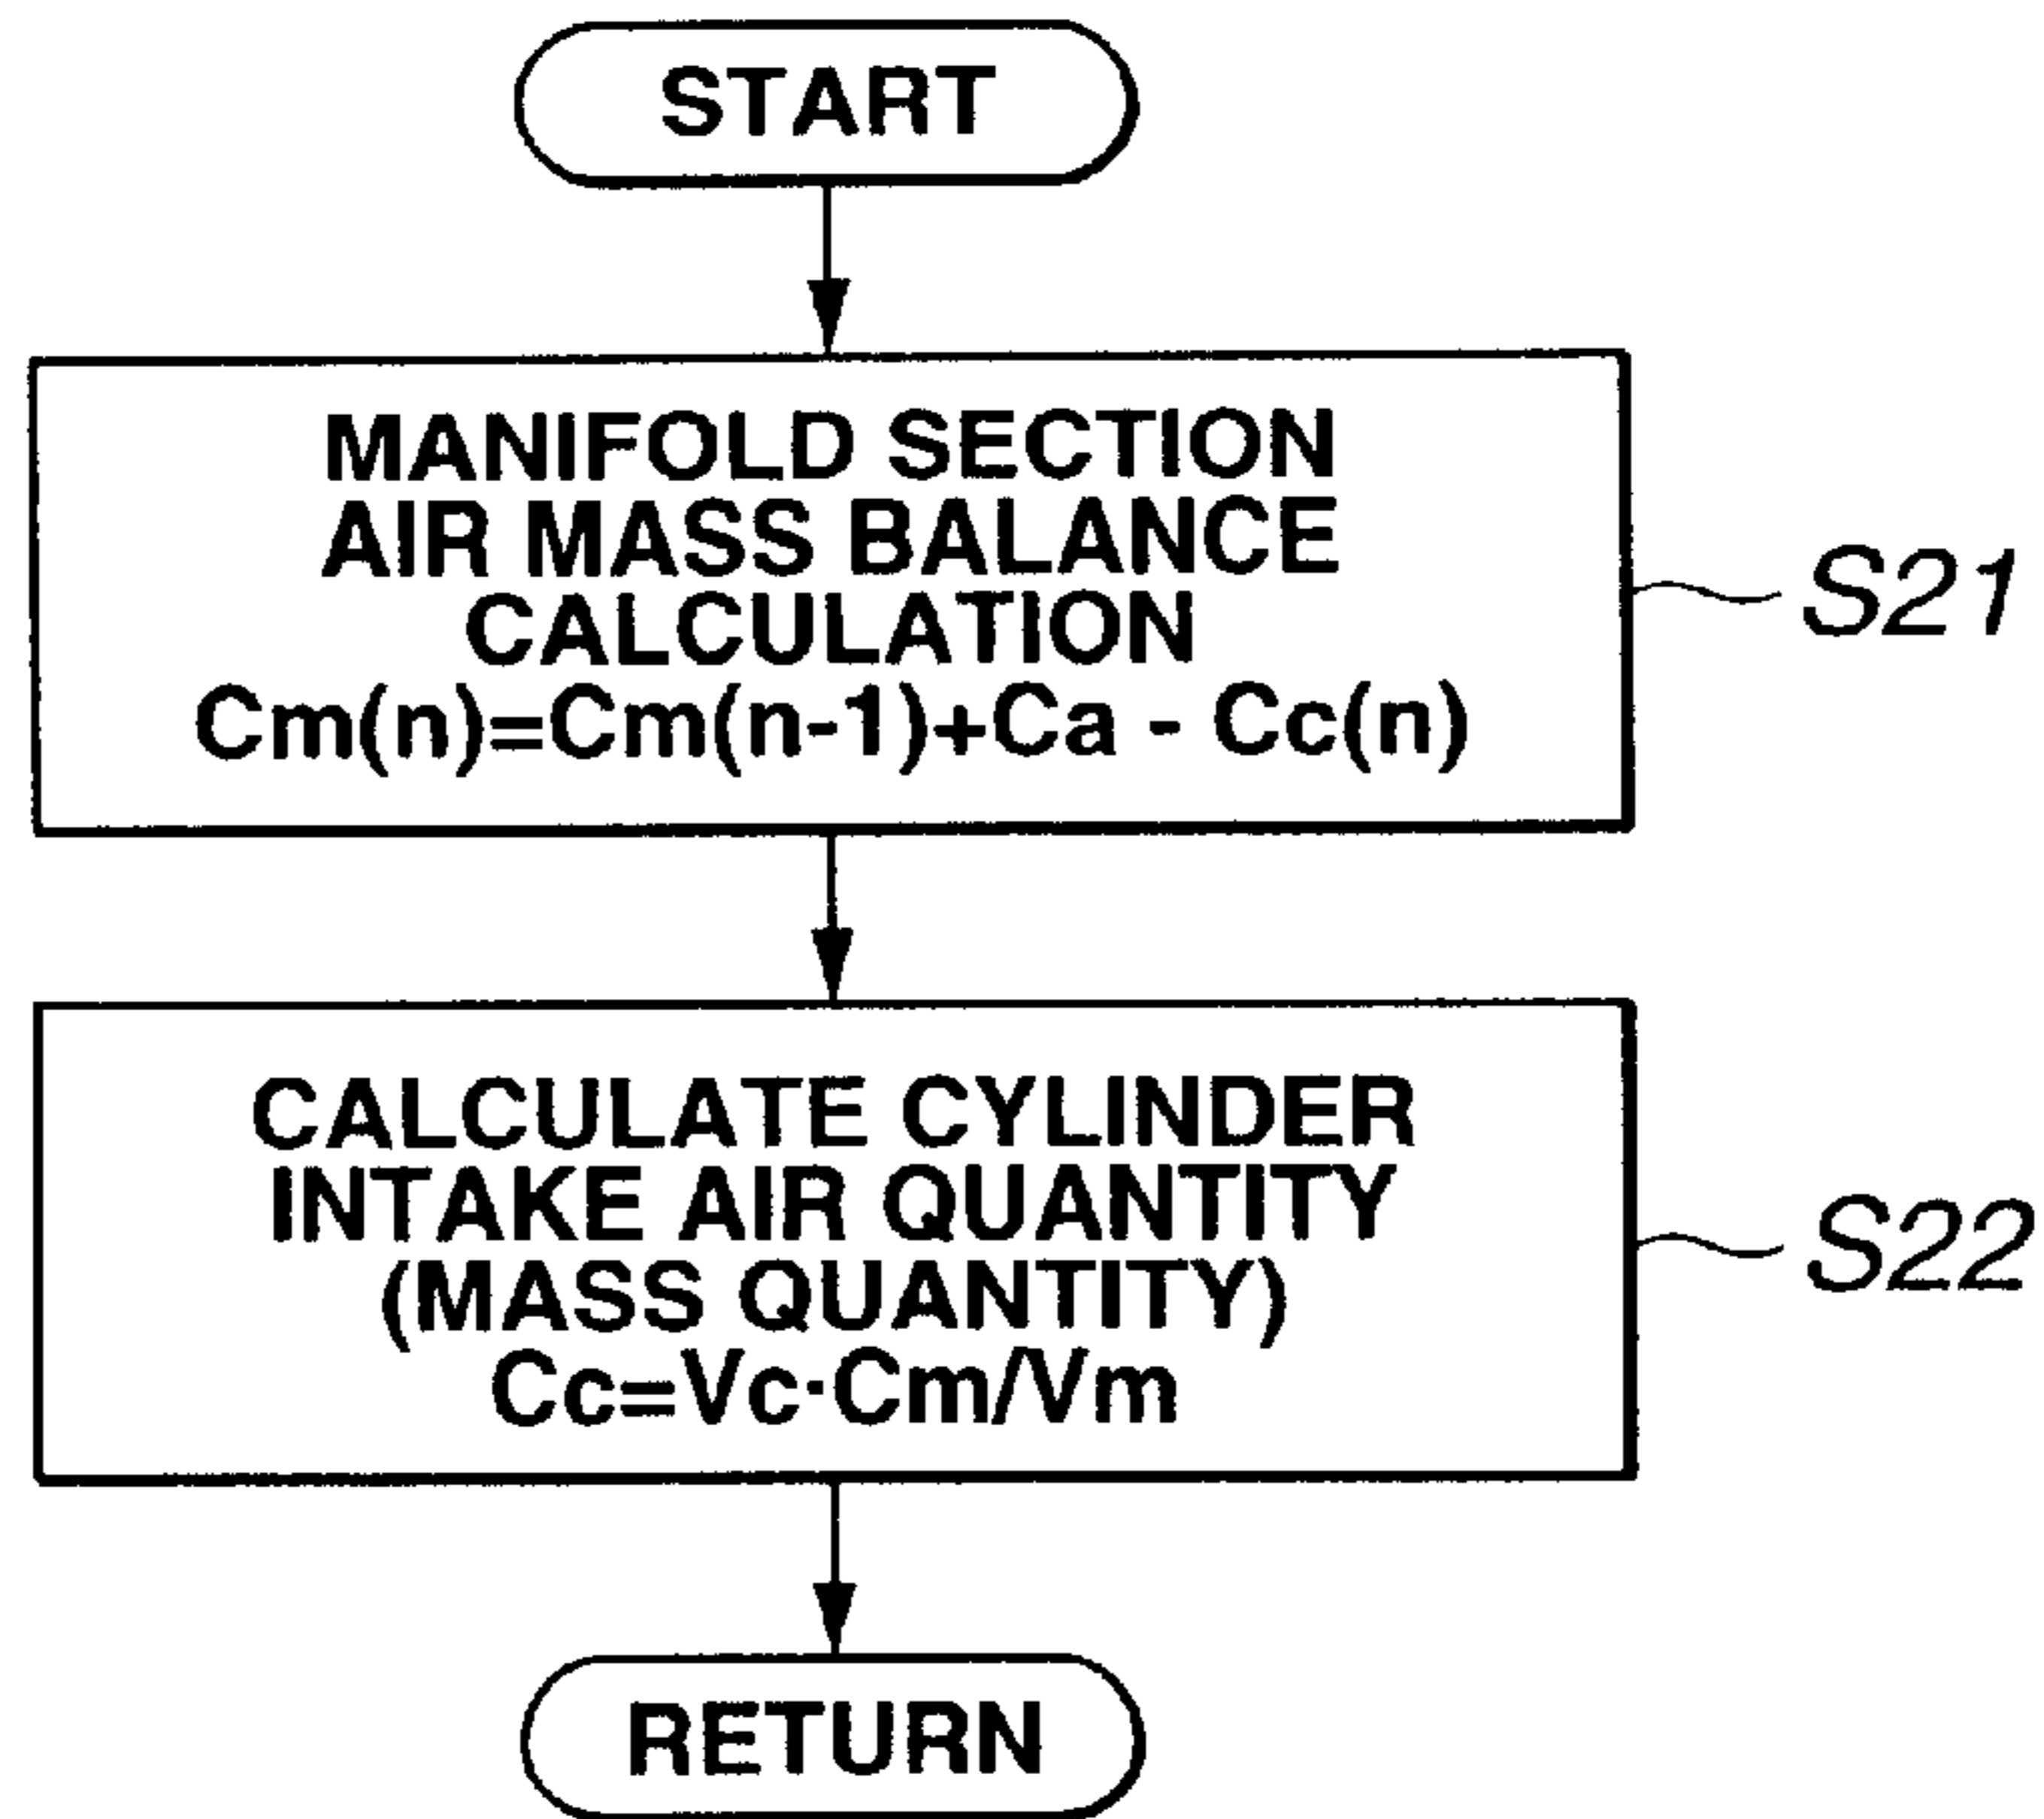 START
MANIFOLD SECTION
AIR MASS BALANCE
CALCULATION
Cm(n)=Cm(n-1)+Ca - Cc(n)
S21
CALCULATE CYLINDER
INTAKE AIR QUANTITY
(MASS QUANTITY)
Cc=Vc·Cm/Vm
S22
RETURN